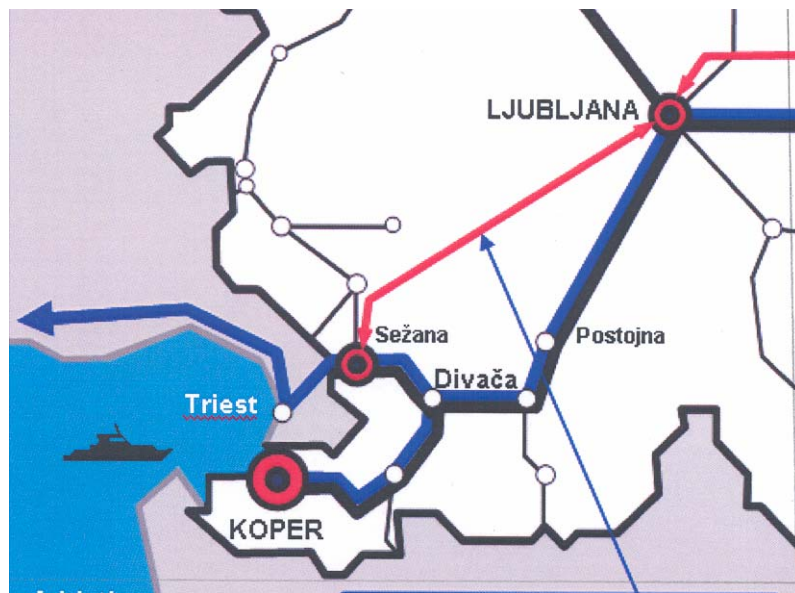 LJUBLJANA
Sežana
Postojna
Divača
Triest
KOPER